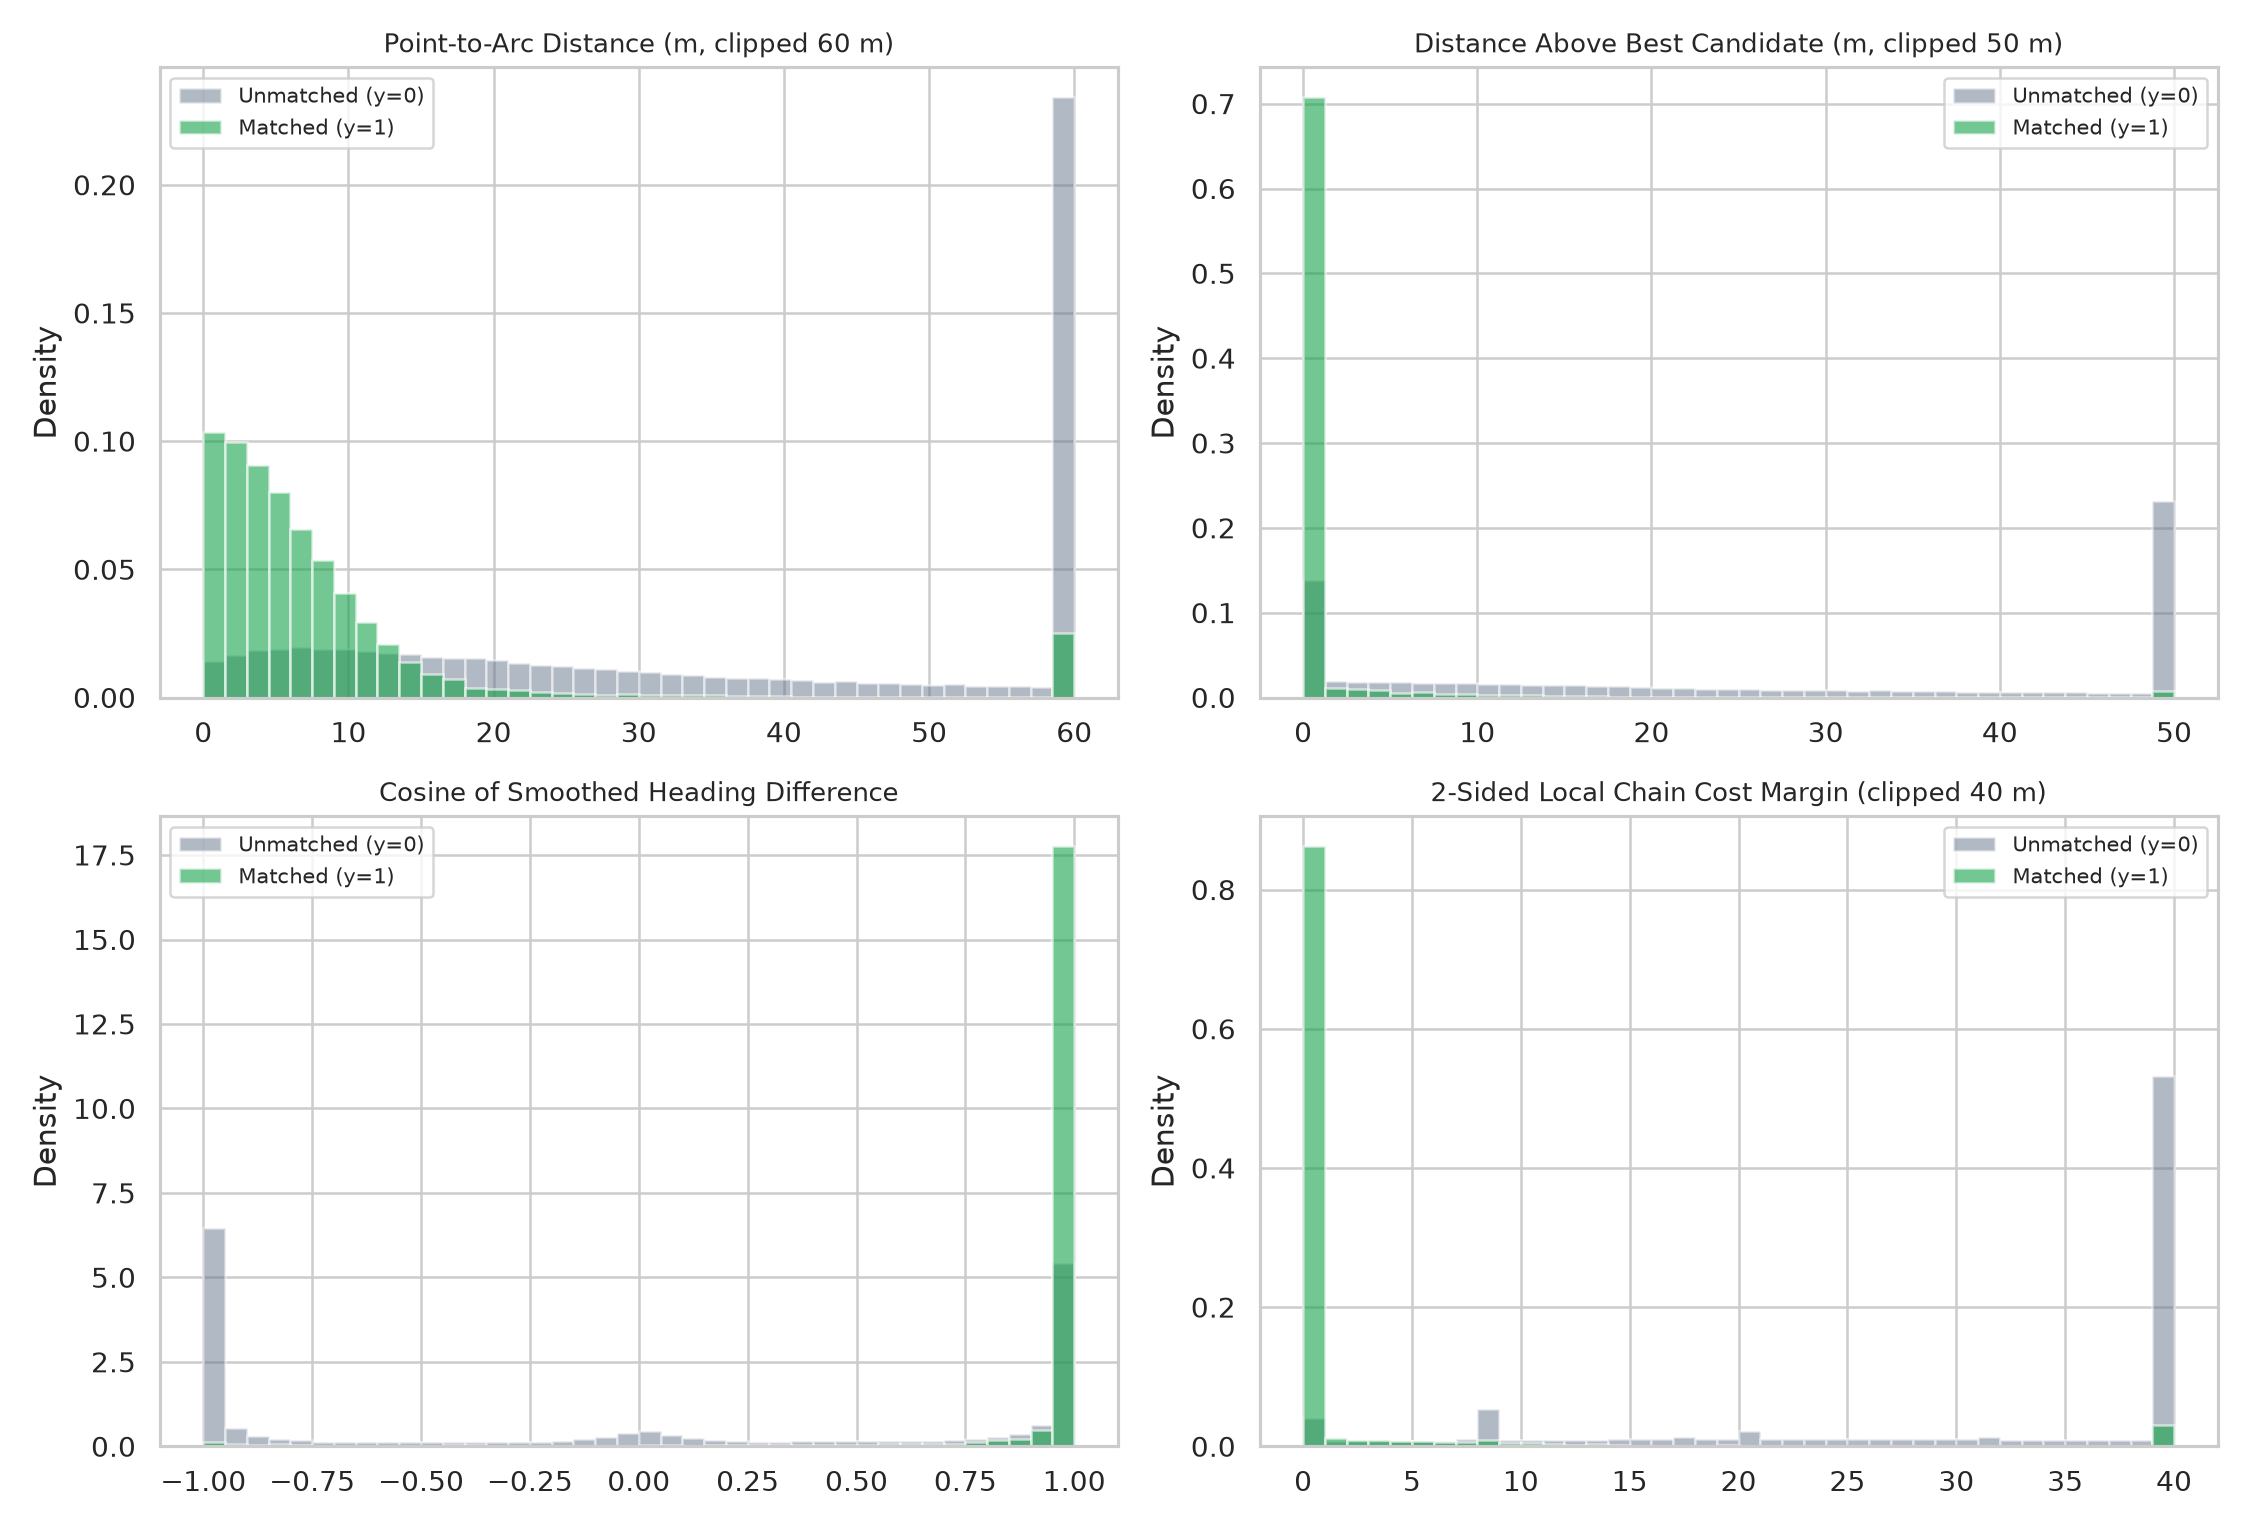 Point-to-Arc Distance (m, clipped 60 m)
Unmatched (y=0)
Matched (y=1)
Density
0.20
0.15
0.10
0.05
0.00
0 10 20 30 40 50 60
Distance Above Best Candidate (m, clipped 50 m)
Unmatched (y=0)
Matched (y=1)
Density
0.7
0.6
0.5
0.4
0.3
0.2
0.1
0.0
0 10 20 30 40 50
Cosine of Smoothed Heading Difference
Unmatched (y=0)
Matched (y=1)
Density
17.5
15.0
12.5
10.0
7.5
5.0
2.5
0.0
−1.00 −0.75 −0.50 −0.25 0.00 0.25 0.50 0.75 1.00
2-Sided Local Chain Cost Margin (clipped 40 m)
Unmatched (y=0)
Matched (y=1)
Density
0.8
0.6
0.4
0.2
0.0
0 5 10 15 20 25 30 35 40